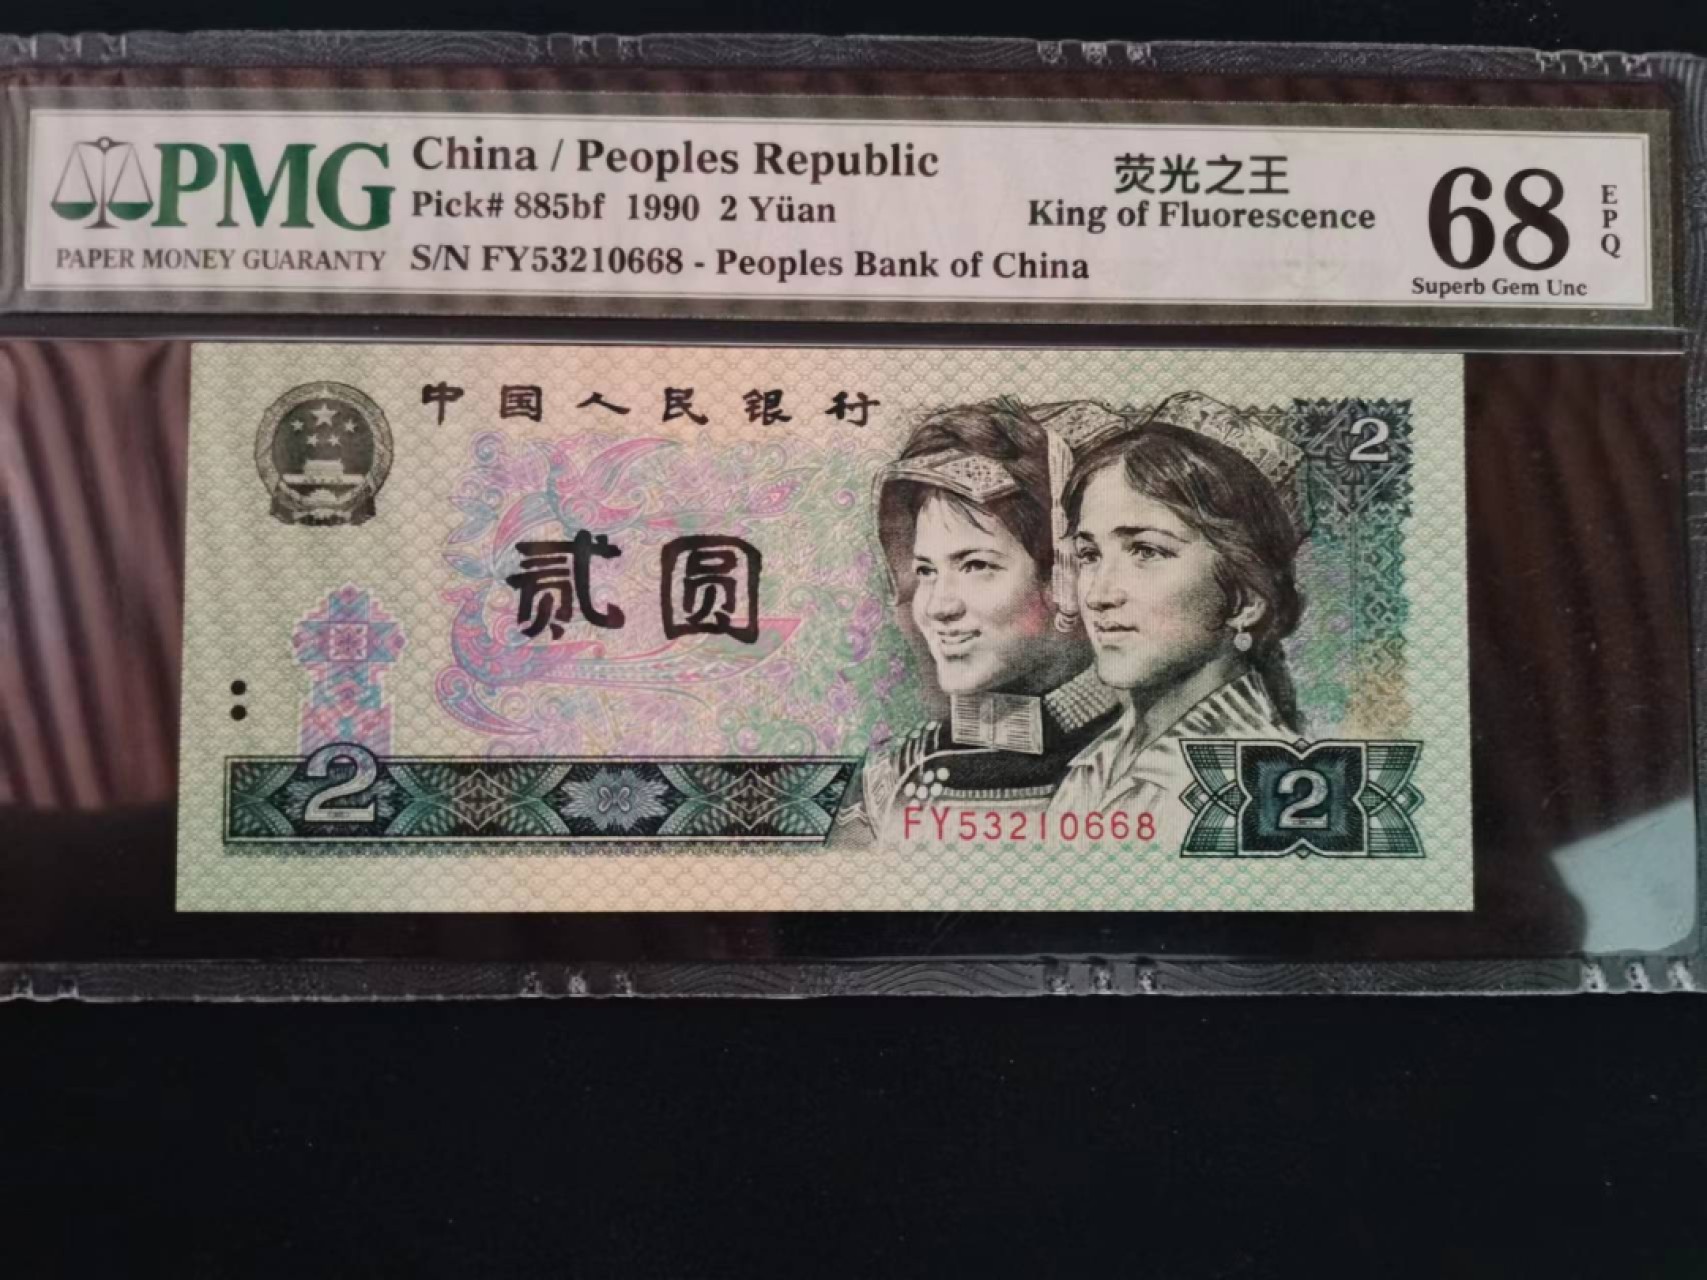 PMG
PAPER MONEY GUARANTY
China / Peoples Republic
Pick# 885bf 1990 2 Yüan
S/N FY53210668 - Peoples Bank of China
荧光之王
King of Fluorescence
68
EPQ
Superb Gem Unc
中国人民银行
2
贰圆
2
FY53210668
2